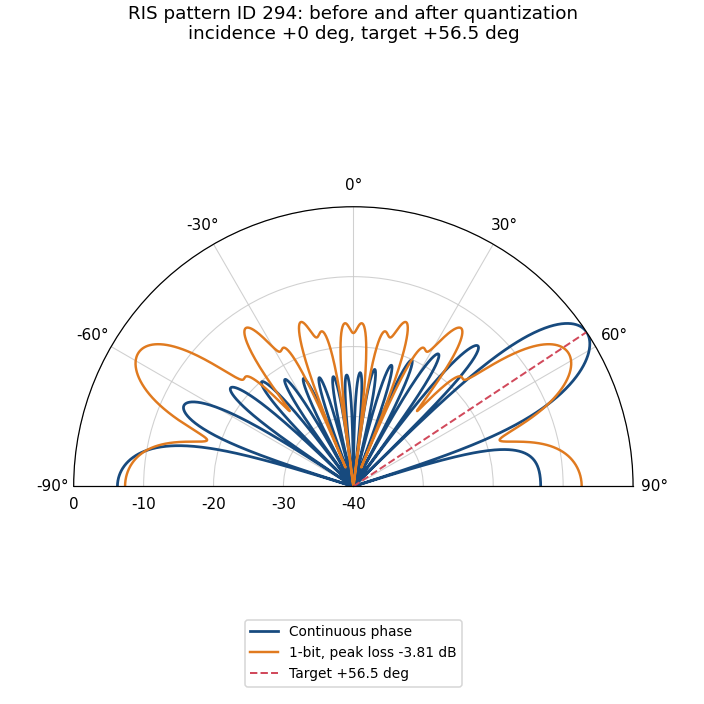 RIS pattern ID 294: before and after quantization
incidence +0 deg, target +56.5 deg
0°
-30°
30°
-60°
60°
-90°
90°
0
-10
-20
-30
-40
Continuous phase
1-bit, peak loss -3.81 dB
Target +56.5 deg